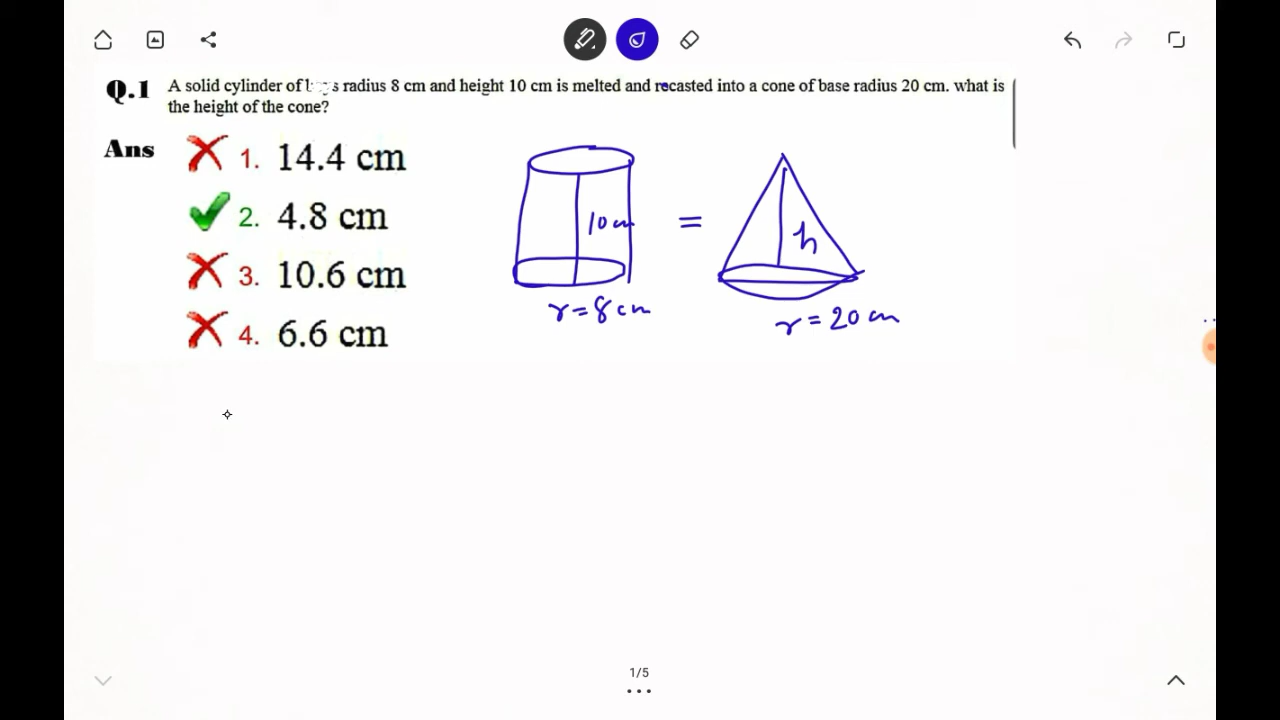 Q.1 A solid cylinder of radius 8 cm and height 10 cm is melted and recasted into a cone of base radius 20 cm. what is
the height of the cone?
Ans
1. 14.4 cm
2. 4.8 cm
3. 10.6 cm
4. 6.6 cm
10 cm
=
h
r = 8 cm
r = 20 cm
1/5